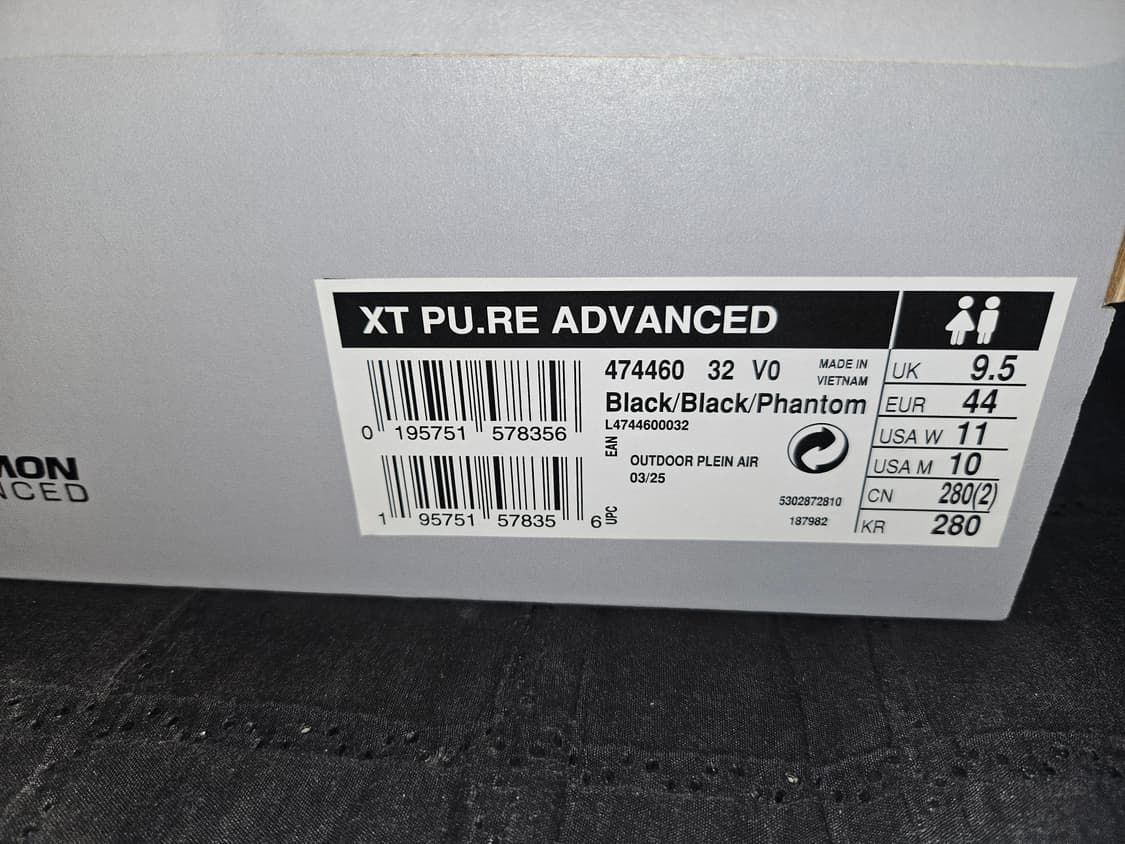 XT PU.RE ADVANCED
474460 32 V0
MADE IN
VIETNAM
Black/Black/Phantom
L4744600032
0 195751 578356
EAN
OUTDOOR PLEIN AIR
03/25
1 95751 57835 6
UPC
5302872810
187982
UK 9.5
EUR 44
USA W 11
USA M 10
CN 280(2)
KR 280
MON
NCED